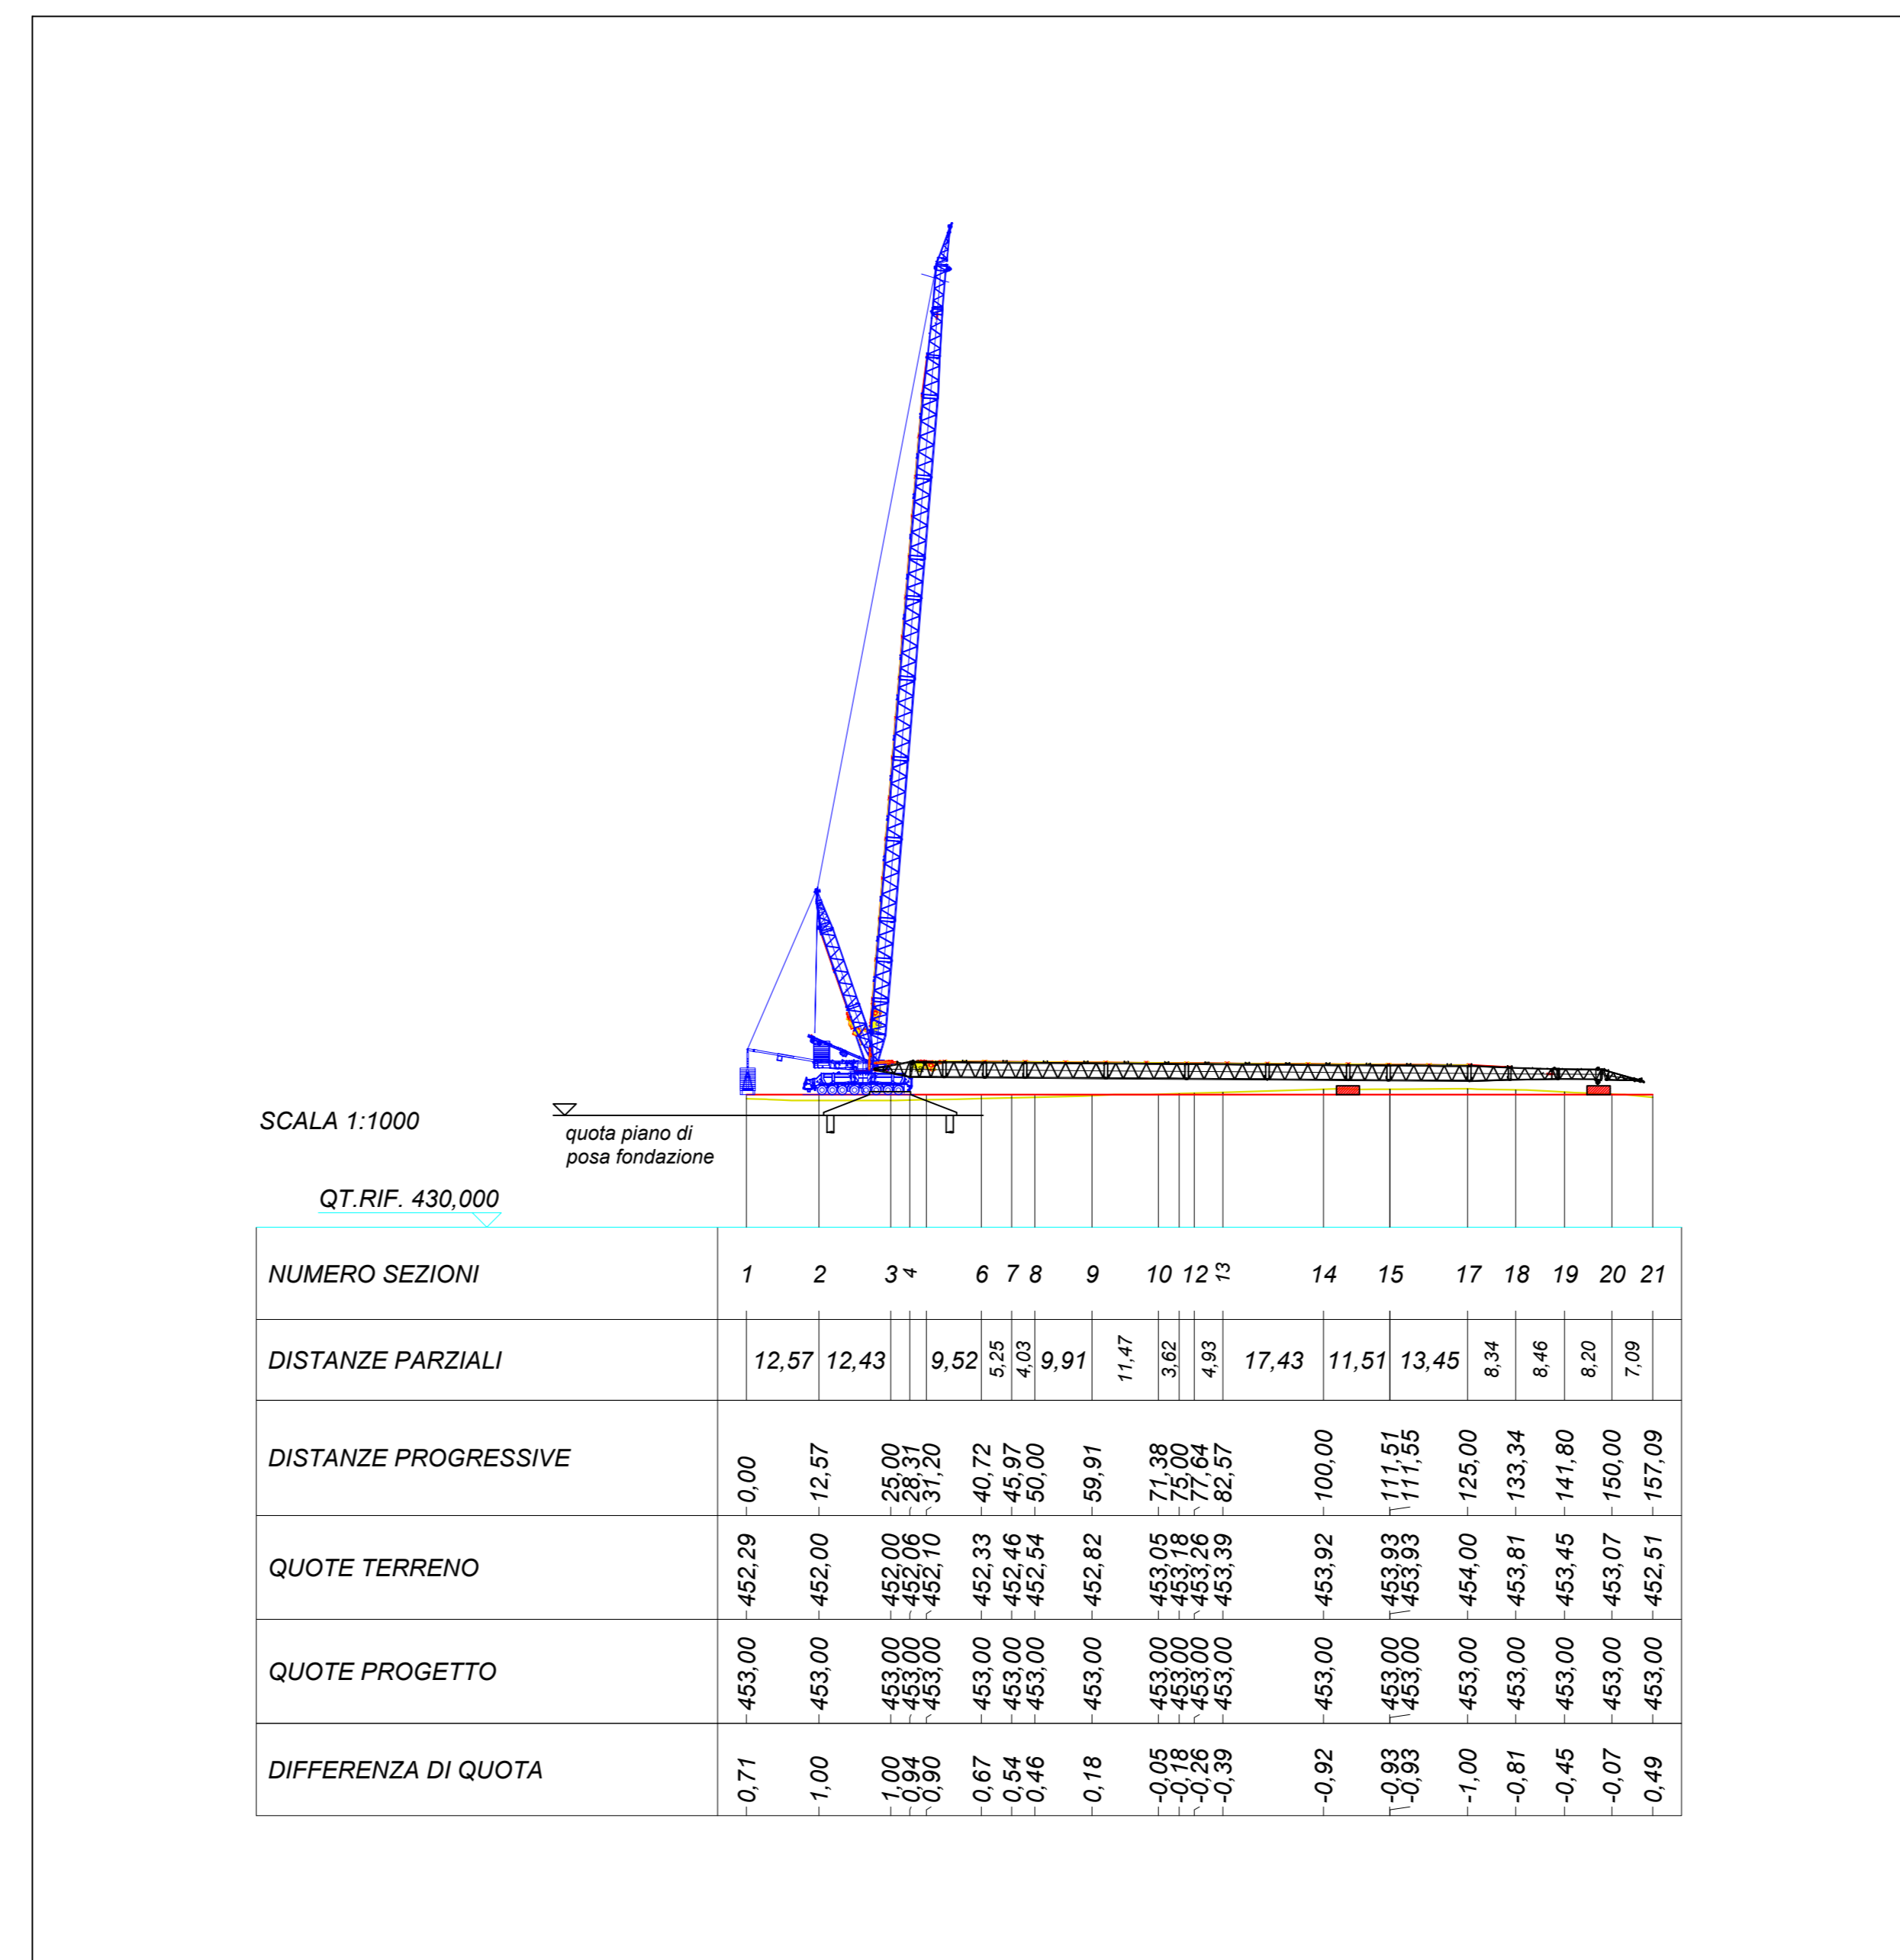 SCALA 1:1000
quota piano di
posa fondazione
QT.RIF. 430,000
NUMERO SEZIONI 1 2 3 4 6 7 8 9 10 12 13 14 15 17 18 19 20 21
DISTANZE PARZIALI 12,57 12,43 9,52 5,25 4,03 9,91 11,47 3,62 4,93 17,43 11,51 13,45 8,34 8,46 8,20 7,09
DISTANZE PROGRESSIVE 0,00 12,57 25,00 28,31 31,20 40,72 45,97 50,00 59,91 71,38 75,00 77,64 82,57 100,00 111,51 111,55 125,00 133,34 141,80 150,00 157,09
QUOTE TERRENO 452,29 452,00 452,00 452,06 452,10 452,33 452,46 452,54 452,82 453,05 453,18 453,26 453,39 453,92 453,93 453,93 454,00 453,81 453,45 453,07 452,51
QUOTE PROGETTO 453,00 453,00 453,00 453,00 453,00 453,00 453,00 453,00 453,00 453,00 453,00 453,00 453,00 453,00 453,00 453,00 453,00 453,00 453,00 453,00 453,00
DIFFERENZA DI QUOTA 0,71 1,00 1,00 0,94 0,90 0,67 0,54 0,46 0,18 -0,05 -0,18 -0,26 -0,39 -0,92 -0,93 -0,93 -1,00 -0,81 -0,45 -0,07 0,49